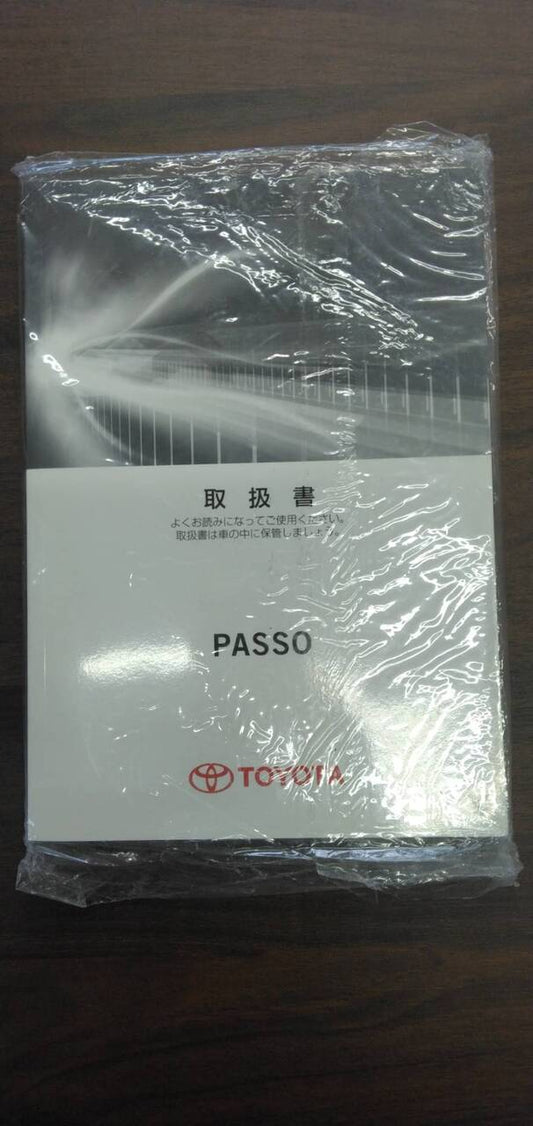 取扱書
よくお読みになってご使用ください。
取扱書は車の中に保管しましょう。
PASSO
TOYOTA